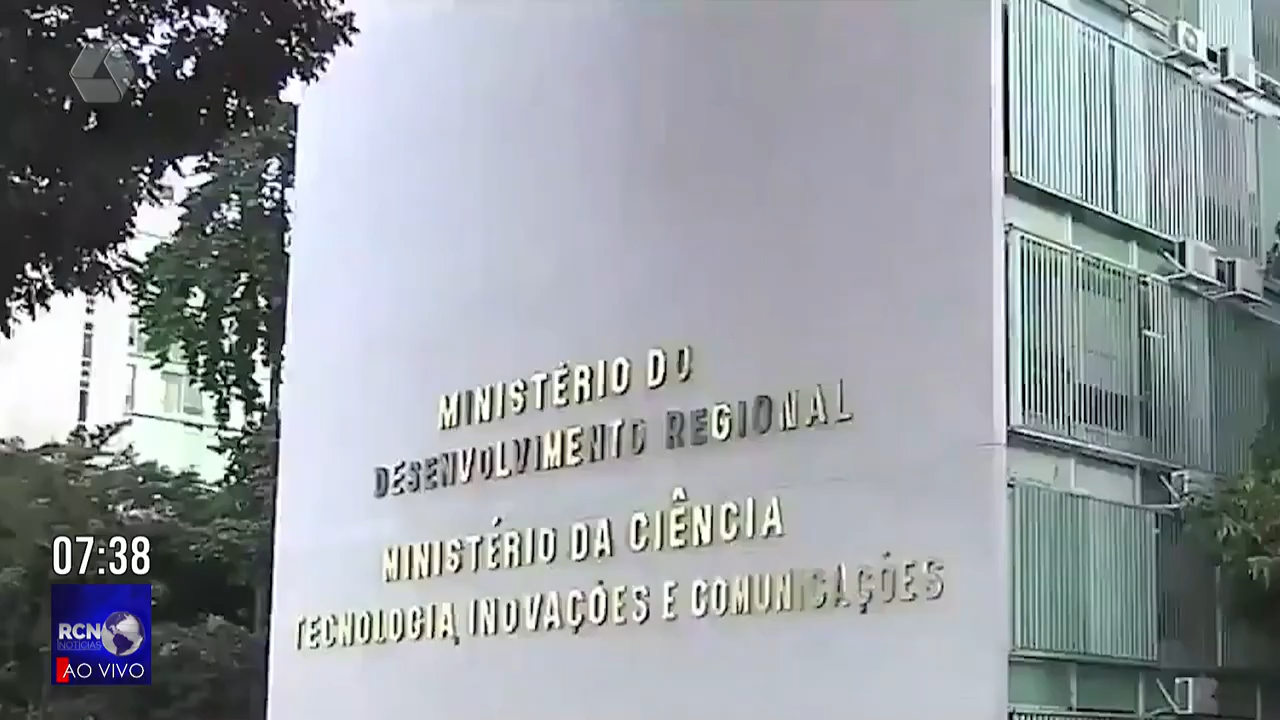 MINISTÉRIO DO
DESENVOLVIMENTO REGIONAL
MINISTÉRIO DA CIÊNCIA
TECNOLOGIA, INOVAÇÕES E COMUNICAÇÕES
07:38
RCN
NOTÍCIAS
AO VIVO